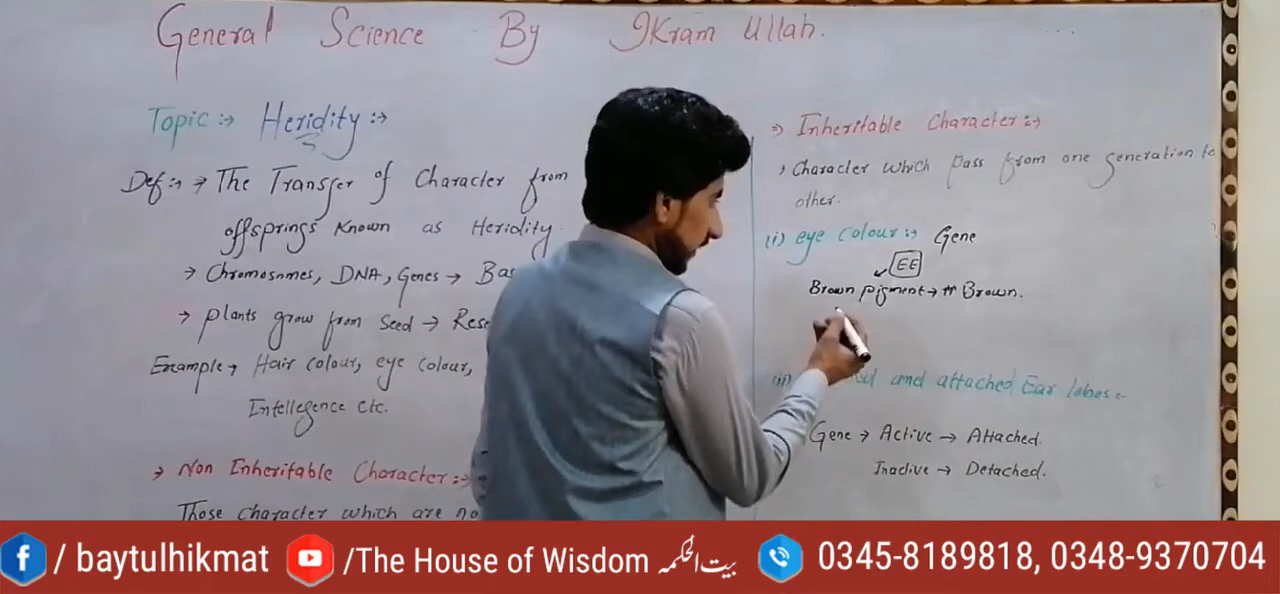 General Science By Ikram Ullah.
Topic :→ Heridity :→
Def :→ → The Transfer of Character from
offsprings Known as Heridity.
→ Chromosomes, DNA, Genes →
→ plants grow from Seed →
Example → Hair colour, eye colour,
Intellegence etc.
→ Non Inheritable Character :→
Those character which are
⇒ Inheritable Character :→
Character which pass from one generation to
other.
(i) eye colour :→ Gene
EE
Brown pigment → Brown.
(ii) and attached Ear lobes :-
Gene → Active → Attached.
Inactive → Detached.
/ baytulhikmat /The House of Wisdom بیت الحکمہ 0345-8189818, 0348-9370704